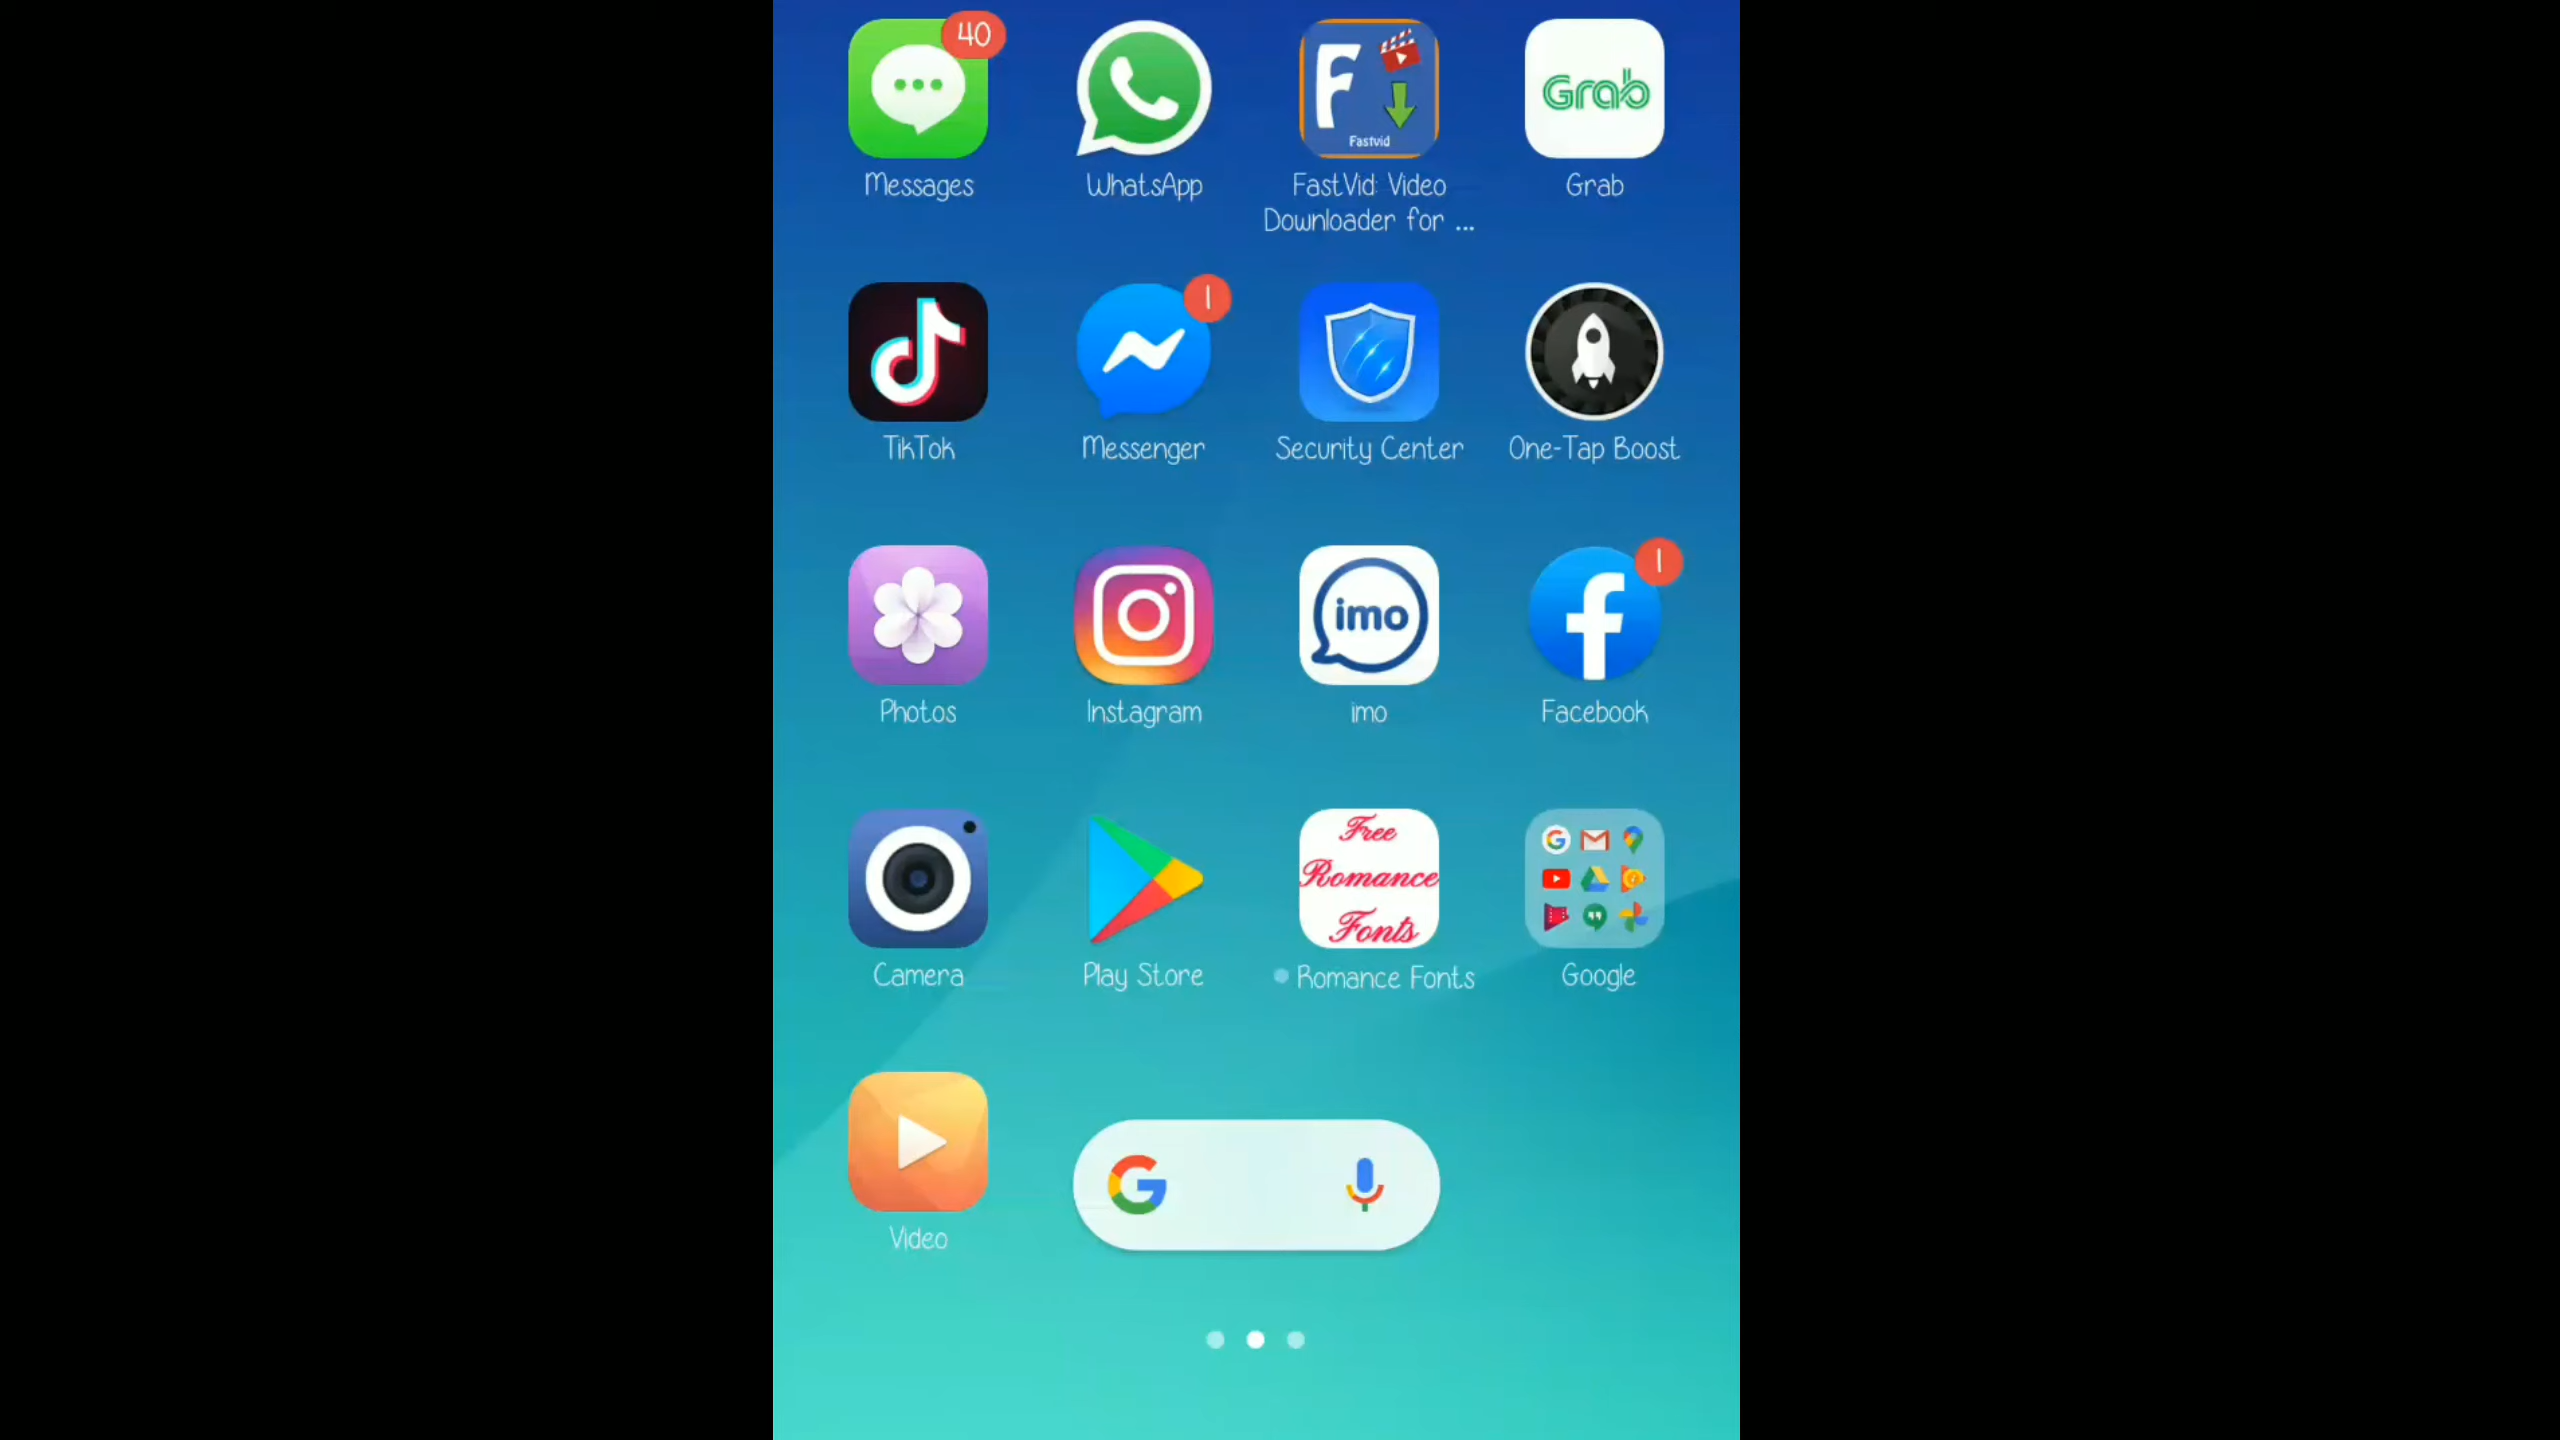 40
Fastvid
Grab
Messages
WhatsApp
FastVid: Video
Downloader for ...
Grab
1
TikTok
Messenger
Security Center
One-Tap Boost
imo
1
Photos
Instagram
imo
Facebook
Free
Romance
Fonts
Camera
Play Store
Romance Fonts
Google
Video